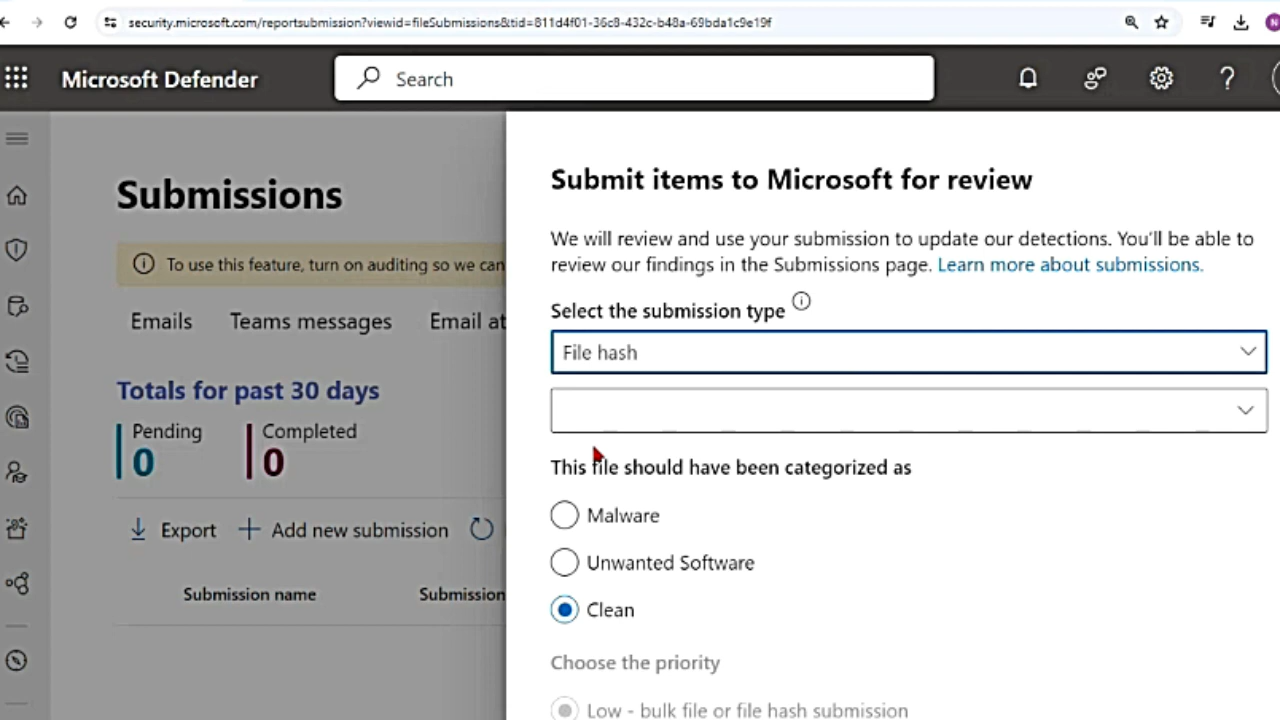 security.microsoft.com/reportsubmission?viewid=fileSubmissions&tid=811d4f01-36c8-432c-b48a-69bda1c9e19f
Microsoft Defender
Search
Submissions
To use this feature, turn on auditing so we can
Emails Teams messages Email at
Totals for past 30 days
Pending Completed
0 0
Export Add new submission
Submission name Submission
Submit items to Microsoft for review
We will review and use your submission to update our detections. You'll be able to
review our findings in the Submissions page. Learn more about submissions.
Select the submission type
File hash
This file should have been categorized as
Malware
Unwanted Software
Clean
Choose the priority
Low - bulk file or file hash submission